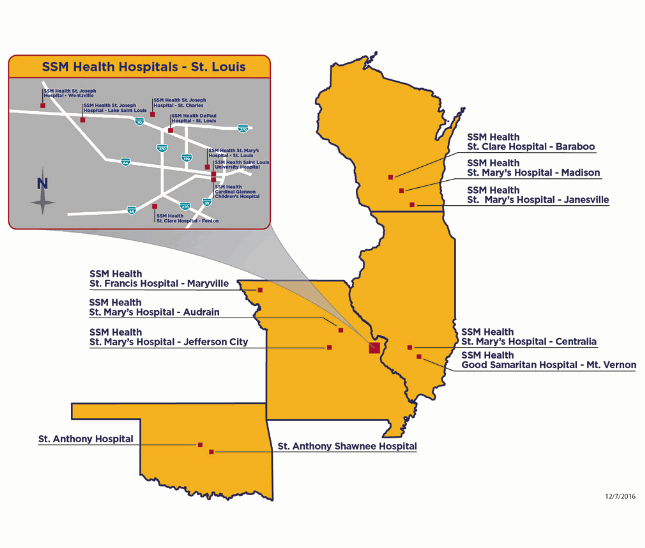 SSM Health Hospitals - St. Louis
SSM Health St. Joseph
Hospital - Wentzville
SSM Health St. Joseph
Hospital - Lake Saint Louis
SSM Health St. Joseph
Hospital - St. Charles
SSM Health DePaul
Hospital - St. Louis
SSM Health St. Mary's
Hospital - St. Louis
SSM Health Saint Louis
University Hospital
SSM Health
Cardinal Glennon
Children's Hospital
SSM Health
St. Clare Hospital - Fenton
N
SSM Health
St. Clare Hospital - Baraboo
SSM Health
St. Mary's Hospital - Madison
SSM Health
St. Mary's Hospital - Janesville
SSM Health
St. Francis Hospital - Maryville
SSM Health
St. Mary's Hospital - Audrain
SSM Health
St. Mary's Hospital - Jefferson City
SSM Health
St. Mary's Hospital - Centralia
SSM Health
Good Samaritan Hospital - Mt. Vernon
St. Anthony Hospital
St. Anthony Shawnee Hospital
12/7/2016